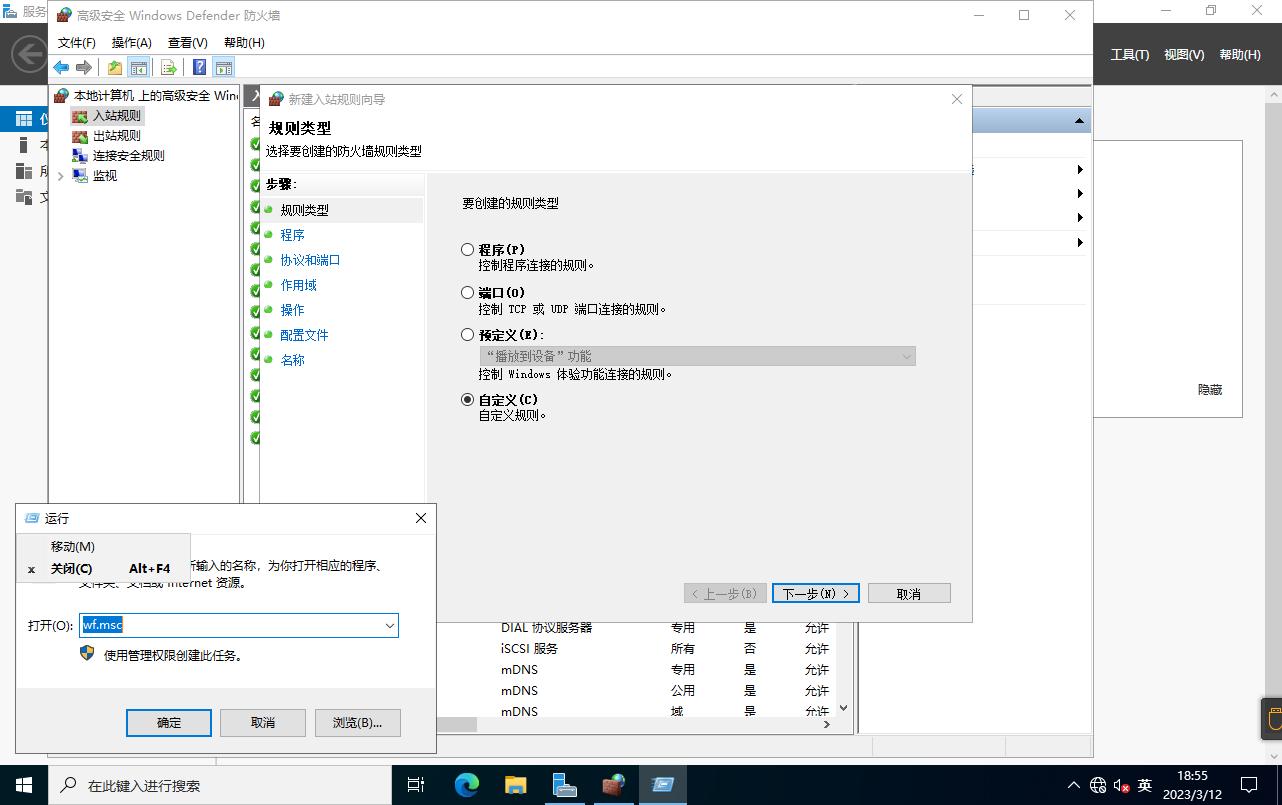 服务
高级安全 Windows Defender 防火墙
文件(F) 操作(A) 查看(V) 帮助(H)
工具(T) 视图(V) 帮助(H)
本地计算机 上的高级安全 Win
入站规则
出站规则
连接安全规则
监视
新建入站规则向导
规则类型
选择要创建的防火墙规则类型
步骤:
规则类型
程序
协议和端口
作用域
操作
配置文件
名称
要创建的规则类型
程序(P)
控制程序连接的规则。
端口(O)
控制 TCP 或 UDP 端口连接的规则。
预定义(E):
“播放到设备”功能
控制 Windows 体验功能连接的规则。
自定义(C)
自定义规则。
< 上一步(B) 下一步(N) > 取消
隐藏
DIAL 协议服务器 专用 是 允许
iSCSI 服务 所有 否 允许
mDNS 专用 是 允许
mDNS 公用 是 允许
mDNS 域 是 允许
运行
移动(M)
x 关闭(C) Alt+F4
所输入的名称，为你打开相应的程序、
文件夹、文档或 Internet 资源。
打开(O): wf.msc
使用管理权限创建此任务。
确定 取消 浏览(B)...
在此键入进行搜索
英
18:55
2023/3/12